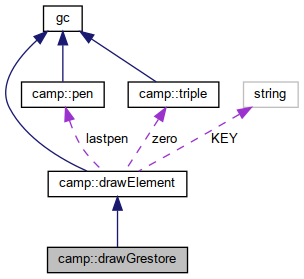 gc
camp::pen
camp::triple
string
lastpen
zero
KEY
camp::drawElement
camp::drawGrestore